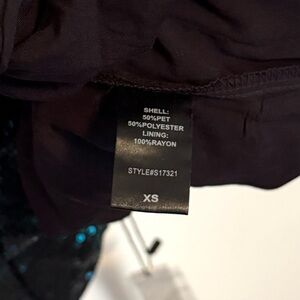 SHELL:
50%PET
50%POLYESTER
LINING:
100%RAYON
STYLE#S17321
XS